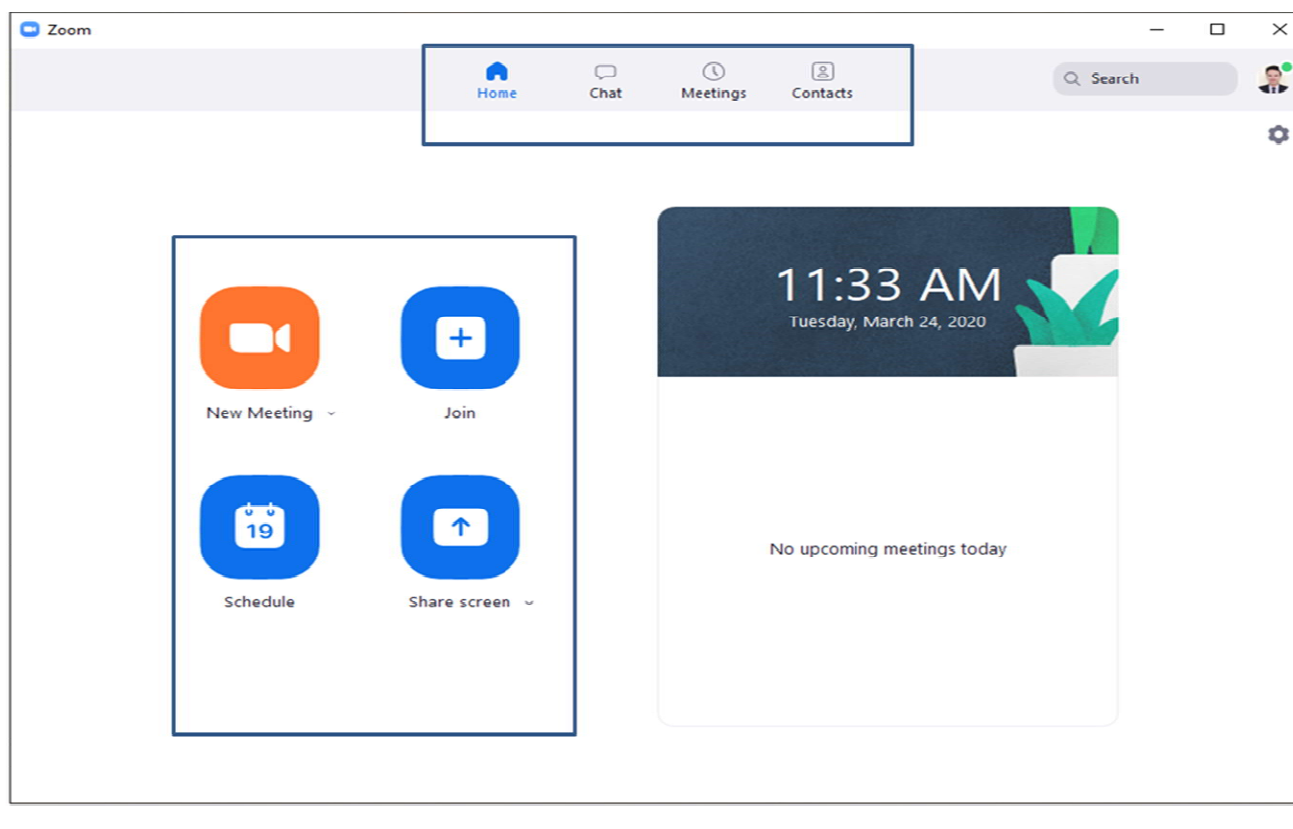 Zoom
Home Chat Meetings Contacts
Search
11:33 AM
Tuesday, March 24, 2020
New Meeting
Join
19
Schedule
Share screen
No upcoming meetings today